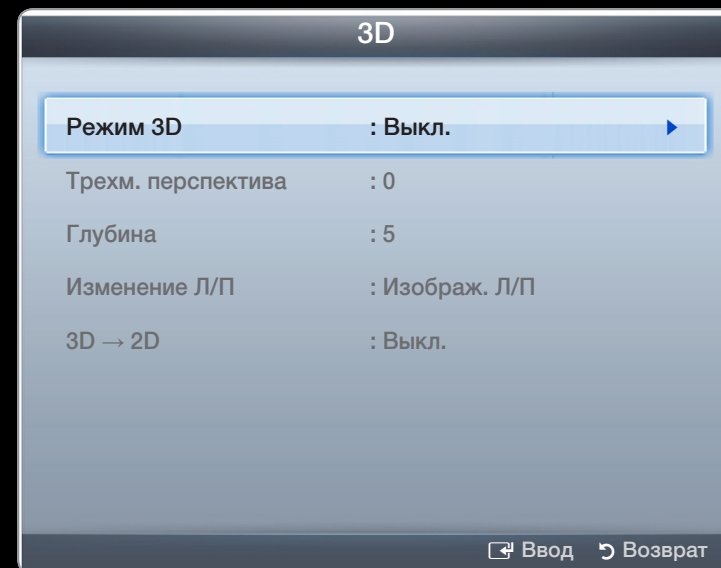 3D
Режим 3D : Выкл.
Трехм. перспектива : 0
Глубина : 5
Изменение Л/П : Изображ. Л/П
3D → 2D : Выкл.
Ввод Возврат